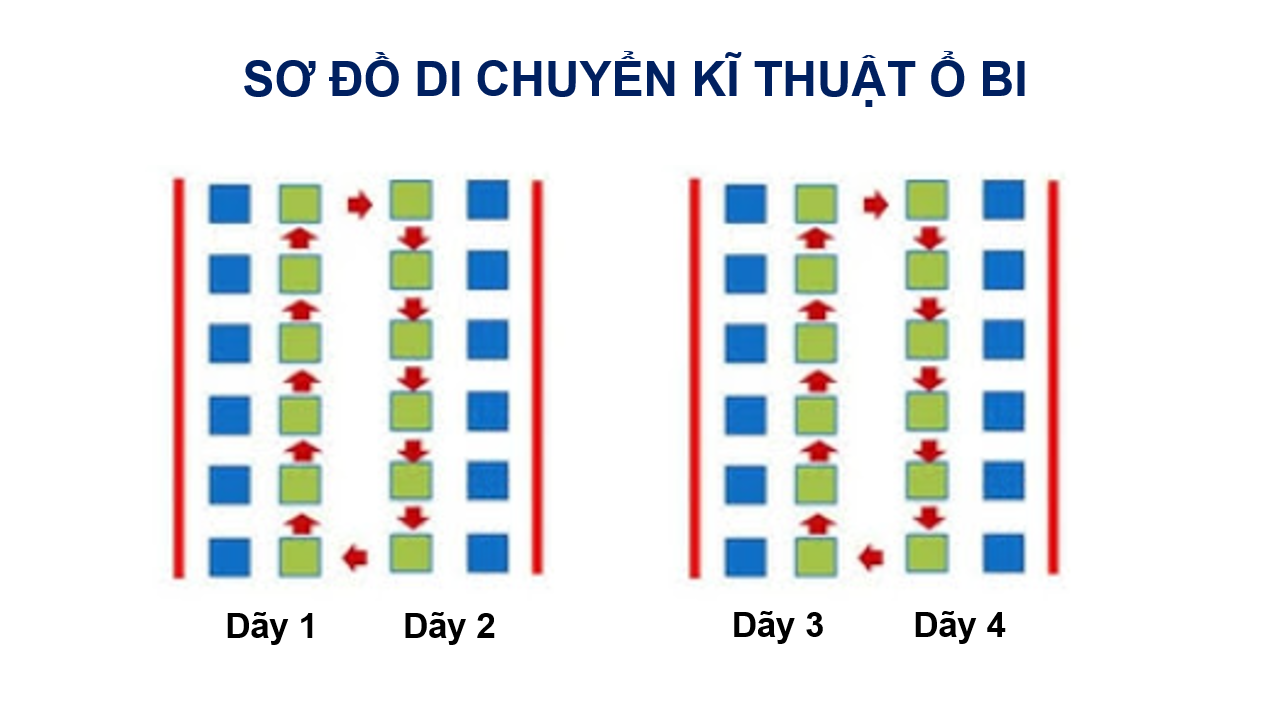 SƠ ĐỒ DI CHUYỂN KĨ THUẬT Ổ BI
Dãy 1
Dãy 2
Dãy 3
Dãy 4